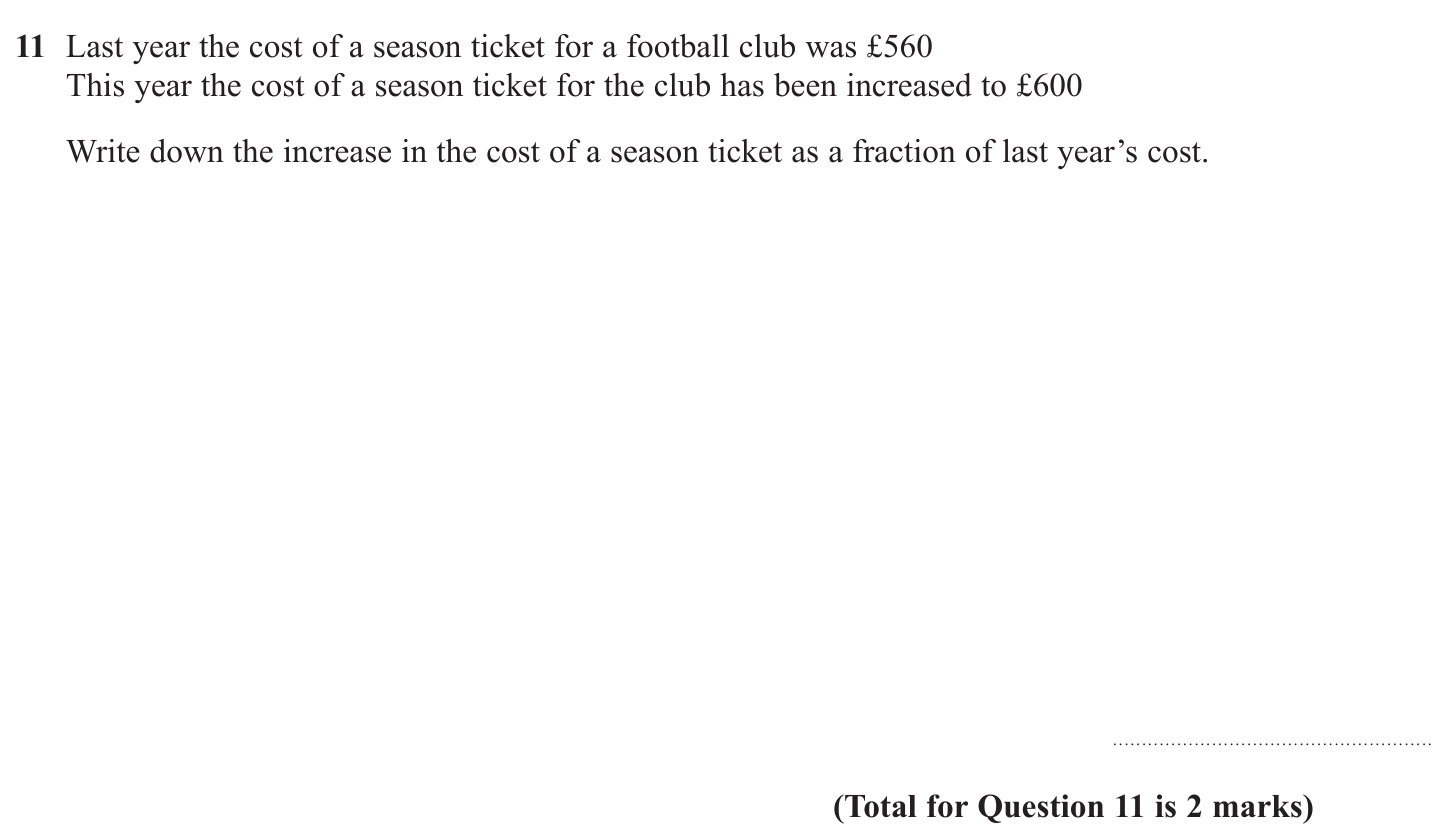 11 Last year the cost of a season ticket for a football club was £560
This year the cost of a season ticket for the club has been increased to £600
Write down the increase in the cost of a season ticket as a fraction of last year’s cost.
(Total for Question 11 is 2 marks)